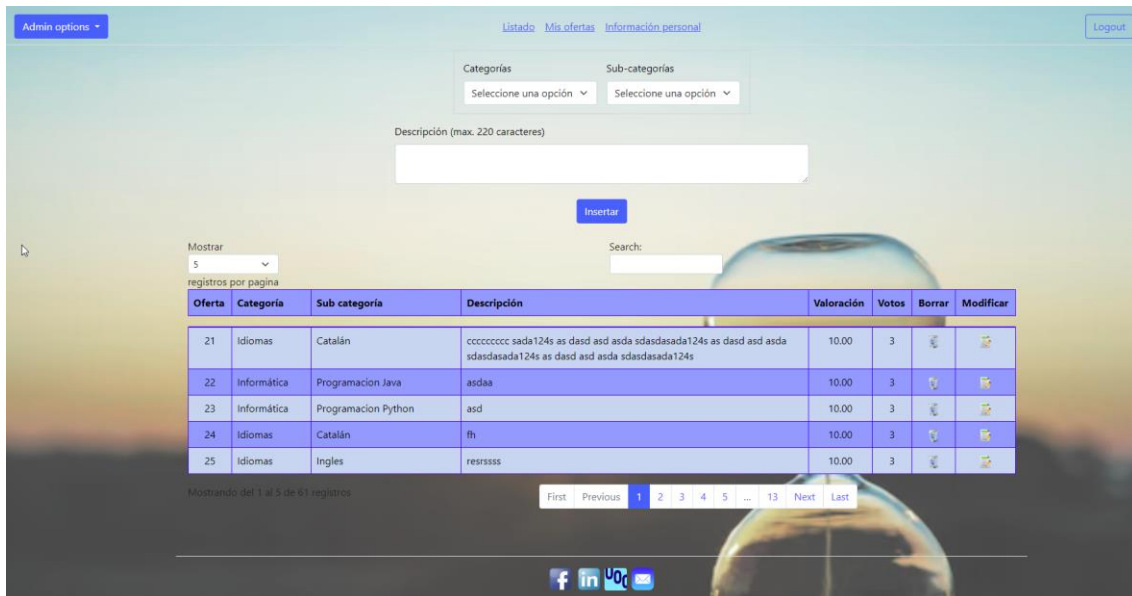 Admin options
Listado Mis ofertas Información personal
Logout
Categorías Sub-categorías
Seleccione una opción Seleccione una opción
Descripción (max. 220 caracteres)
Insertar
Mostrar Search:
5
registros por pagina
Oferta Categoría Sub categoría Descripción Valoración Votos Borrar Modificar
21 Idiomas Catalán ccccccccc sada124s as dasd asd asda sdasdasada124s as dasd asd asda 10.00 3
sdasdasada124s as dasd asd asda sdasdasada124s
22 Informática Programacion Java asdaa 10.00 3
23 Informática Programacion Python asd 10.00 3
24 Idiomas Catalán fh 10.00 3
25 Idiomas Ingles resrssss 10.00 3
Mostrando del 1 al 5 de 61 registros
First Previous 1 2 3 4 5 ... 13 Next Last
f in UOC